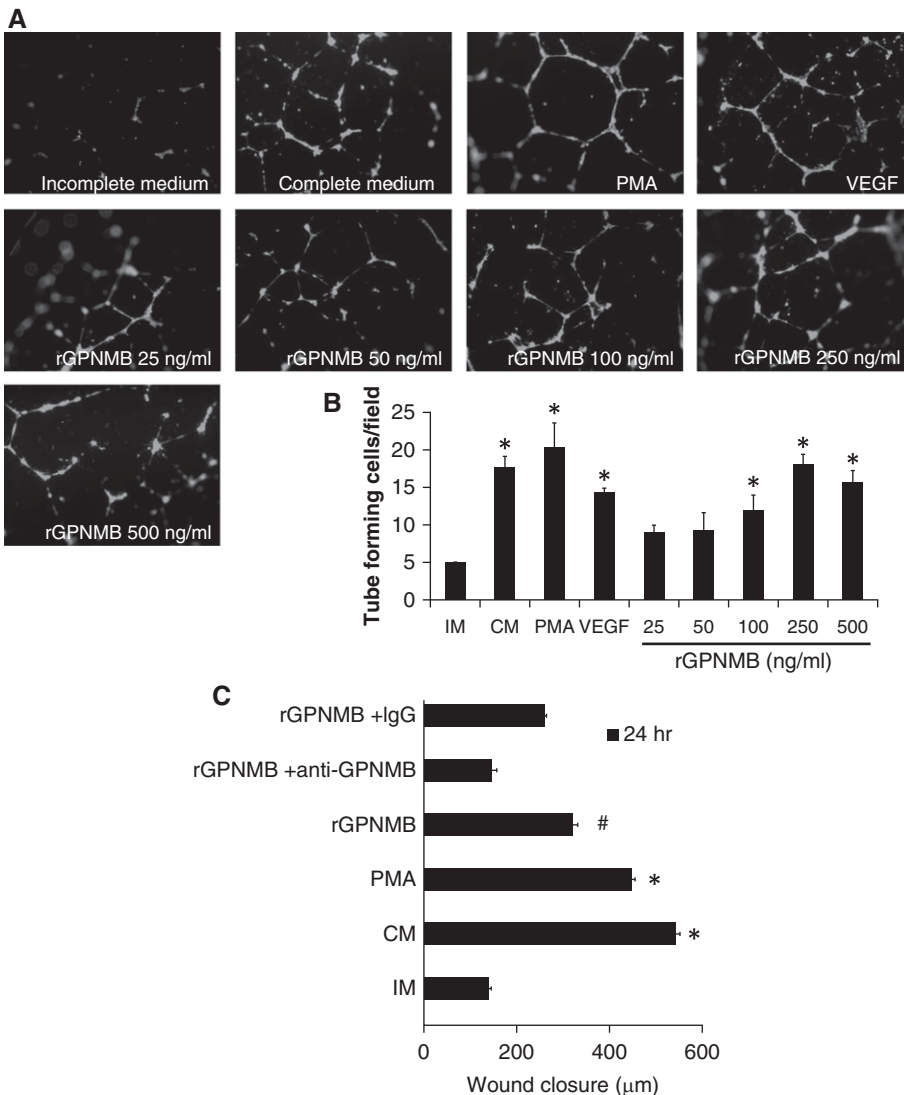 A
Incomplete medium
Complete medium
PMA
VEGF
rGPNMB 25 ng/ml
rGPNMB 50 ng/ml
rGPNMB 100 ng/ml
rGPNMB 250 ng/ml
rGPNMB 500 ng/ml
B
Tube forming cells/field
25
20
15
10
5
0
*
*
*
*
*
*
IM CM PMA VEGF 25 50 100 250 500
rGPNMB (ng/ml)
C
rGPNMB +IgG
24 hr
rGPNMB +anti-GPNMB
rGPNMB #
PMA *
CM *
IM
0 200 400 600
Wound closure (μm)